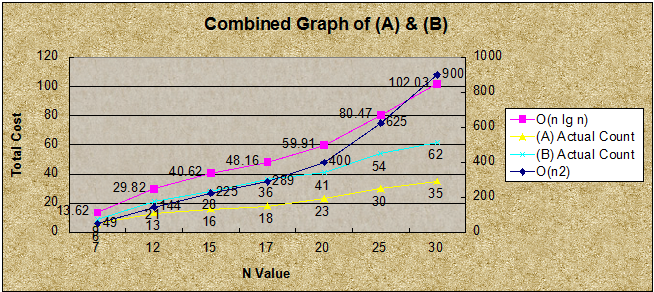 Combined Graph of (A) & (B)
120 1000
100 102.03 900
80 80.47 800
625 600
60 59.91 62
48.16 54
40 40.62 400 400
29.82 36 41 35
20 28 225 289 30 200
13.62 21 144 23
9 49 13 16 18
0 6 0
7 12 15 17 20 25 30
Total Cost
N Value
O(n lg n)
(A) Actual Count
(B) Actual Count
O(n2)